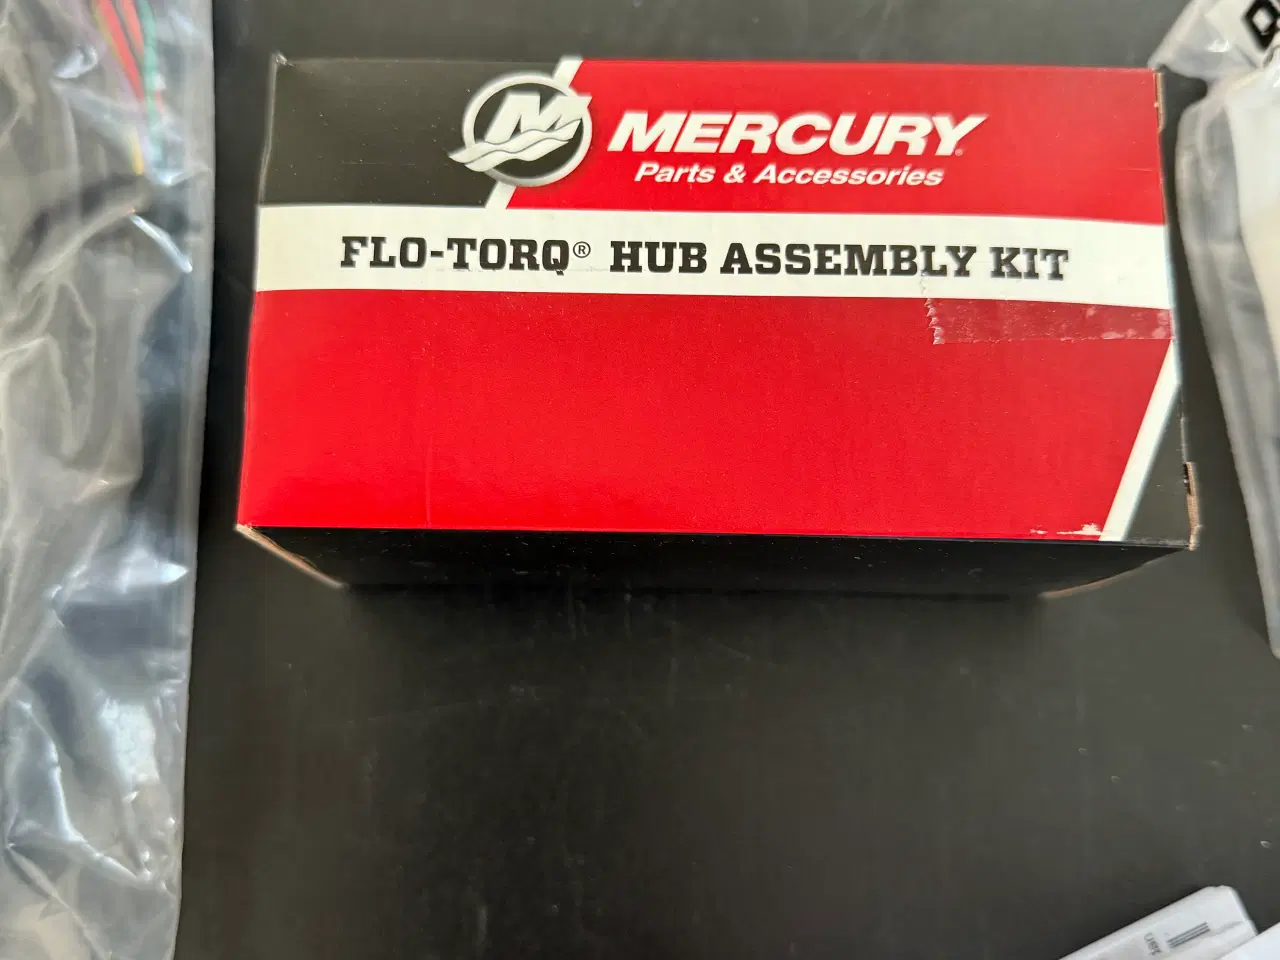 MERCURY
Parts & Accessories
FLO-TORQ® HUB ASSEMBLY KIT